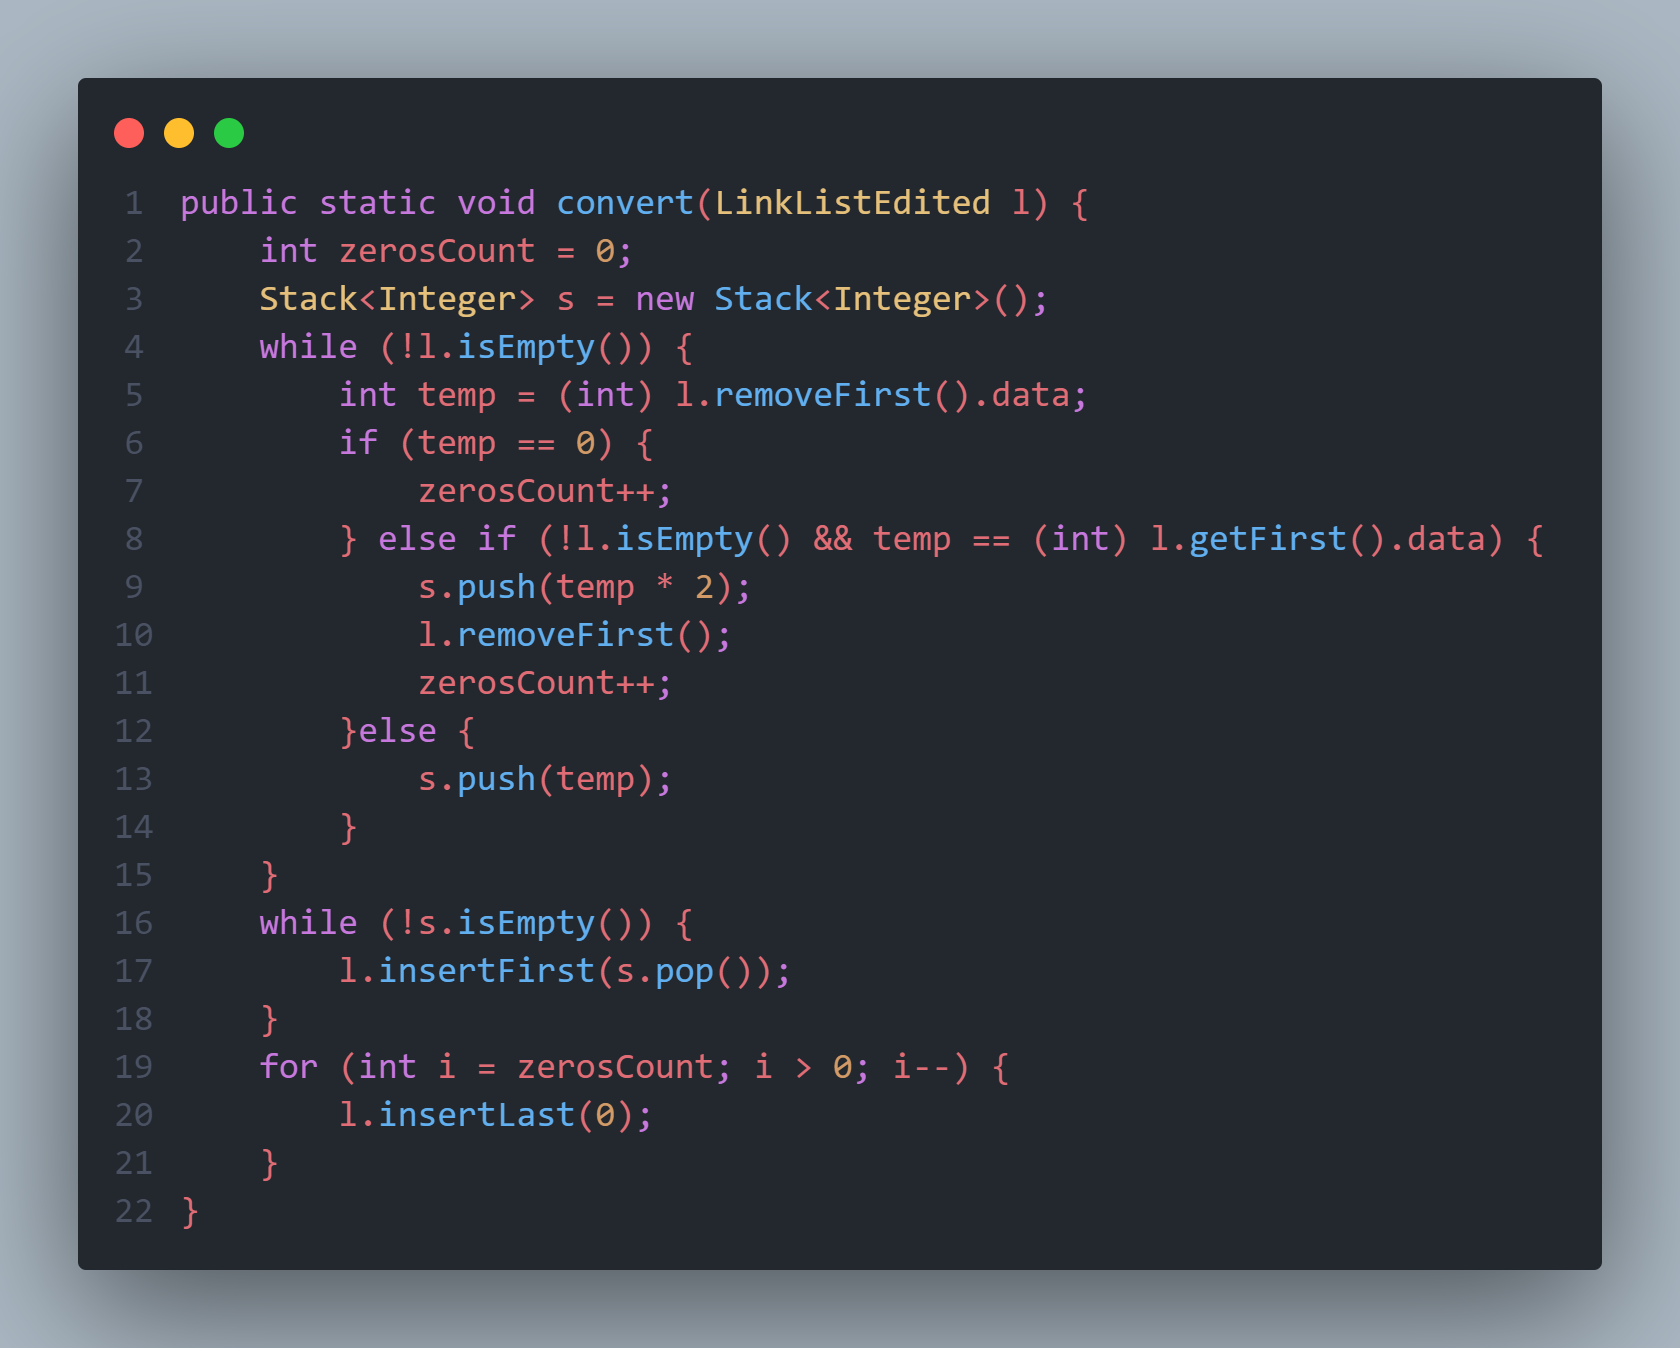 1 public static void convert(LinkListEdited l) {
2     int zerosCount = 0;
3     Stack<Integer> s = new Stack<Integer>();
4     while (!l.isEmpty()) {
5         int temp = (int) l.removeFirst().data;
6         if (temp == 0) {
7             zerosCount++;
8         } else if (!l.isEmpty() && temp == (int) l.getFirst().data) {
9             s.push(temp * 2);
10             l.removeFirst();
11             zerosCount++;
12         }else {
13             s.push(temp);
14         }
15     }
16     while (!s.isEmpty()) {
17         l.insertFirst(s.pop());
18     }
19     for (int i = zerosCount; i > 0; i--) {
20         l.insertLast(0);
21     }
22 }